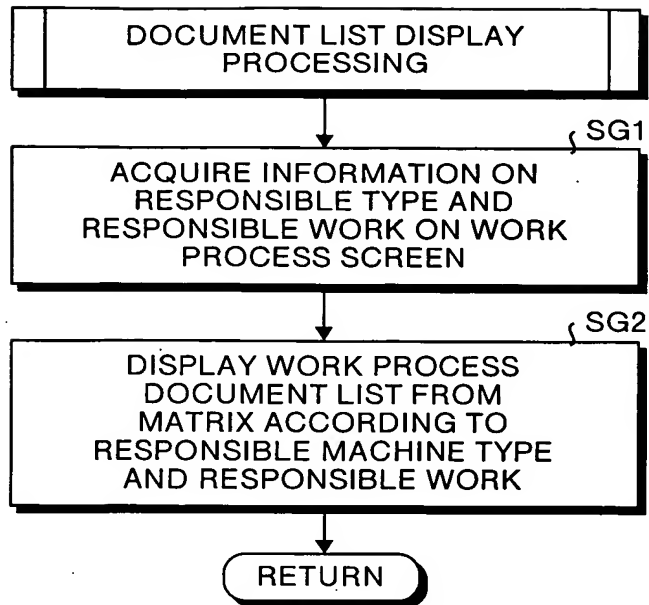 DOCUMENT LIST DISPLAY
PROCESSING
SG1
ACQUIRE INFORMATION ON
RESPONSIBLE TYPE AND
RESPONSIBLE WORK ON WORK
PROCESS SCREEN
SG2
DISPLAY WORK PROCESS
DOCUMENT LIST FROM
MATRIX ACCORDING TO
RESPONSIBLE MACHINE TYPE
AND RESPONSIBLE WORK
RETURN